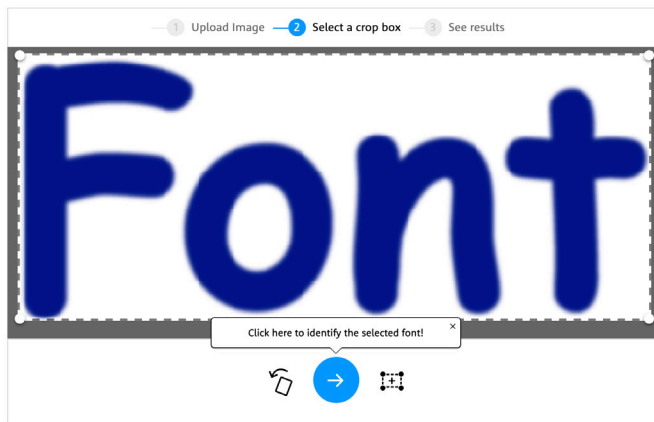 1 Upload Image 2 Select a crop box 3 See results
Font
Click here to identify the selected font!